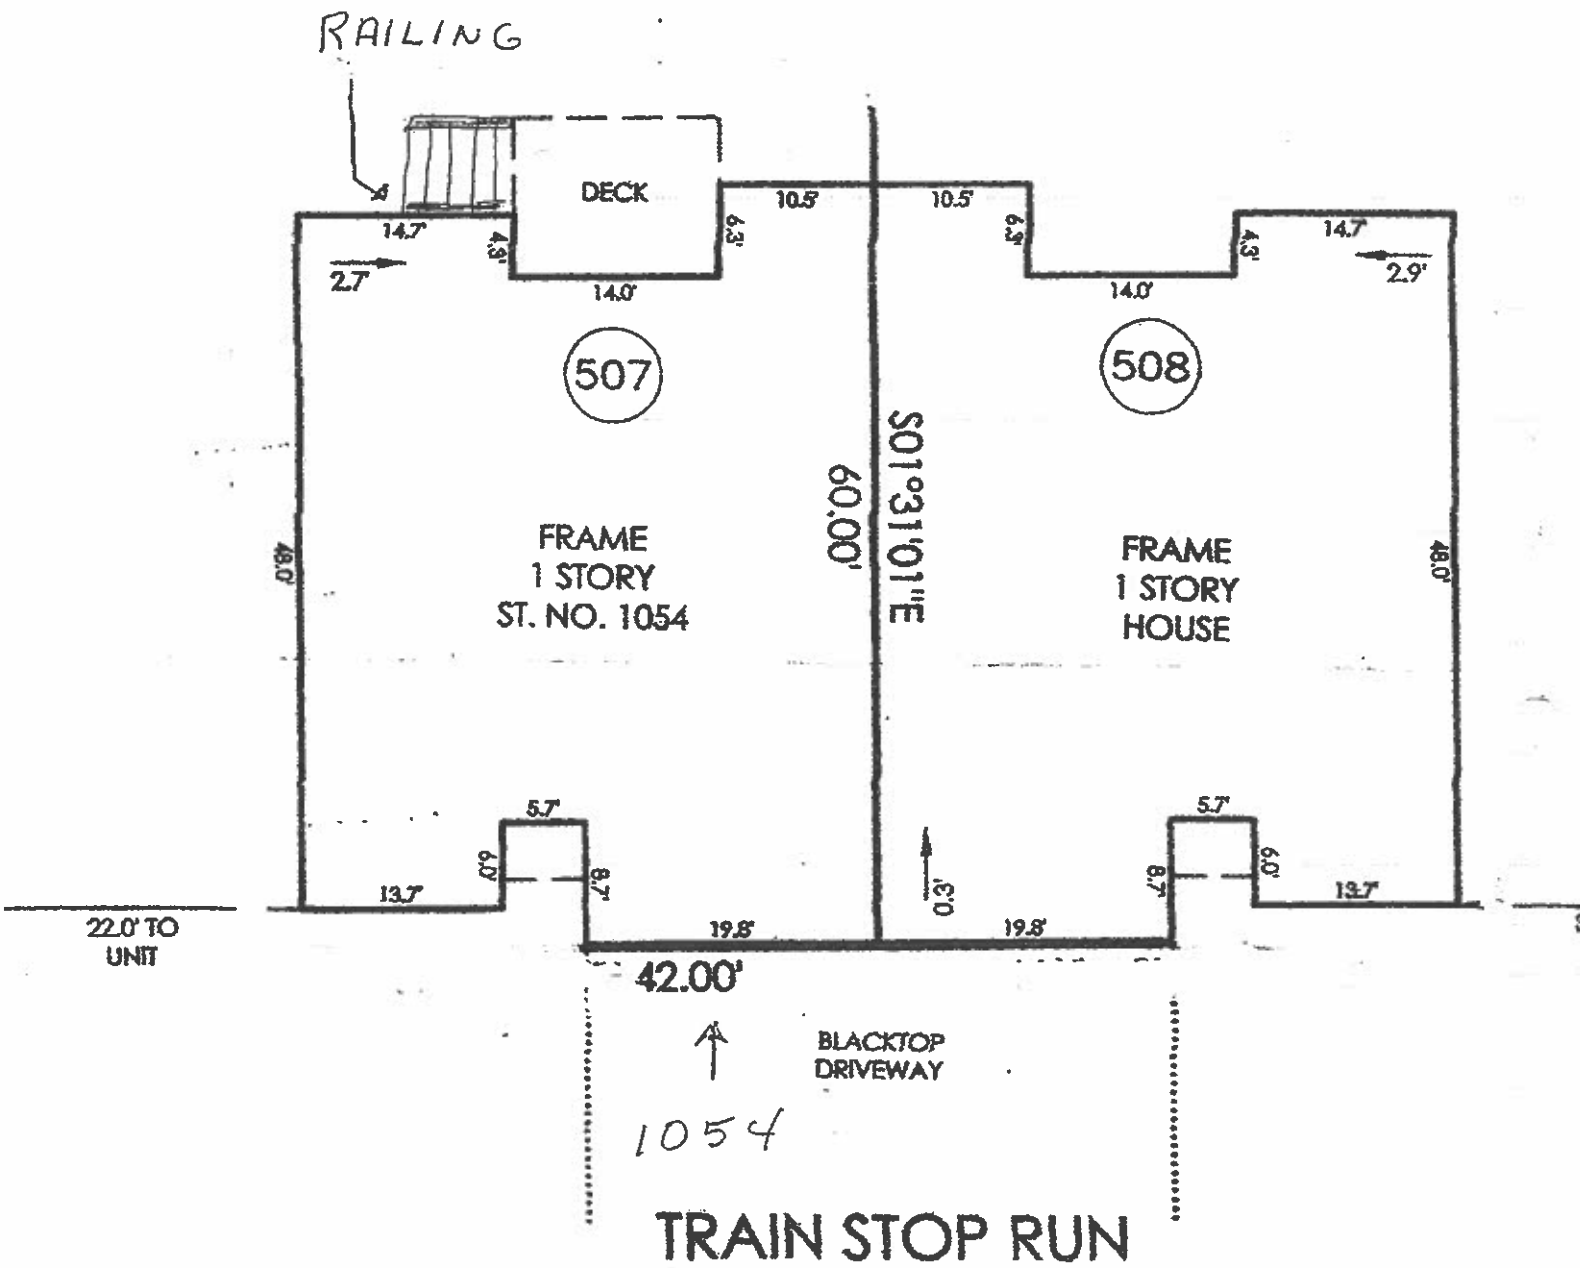 RAILING
DECK
10.5'
10.5'
14.7'
4.3'
6.3'
6.3'
4.3'
14.7'
2.7'
2.9'
14.0'
14.0'
507
508
S01°31'01"E
60.00'
48.0'
48.0'
FRAME
1 STORY
ST. NO. 1054
FRAME
1 STORY
HOUSE
5.7'
5.7'
6.0'
8.7'
0.3'
8.7'
6.0'
13.7'
13.7'
22.0' TO
UNIT
19.8'
19.8'
42.00'
BLACKTOP
DRIVEWAY
1054
TRAIN STOP RUN